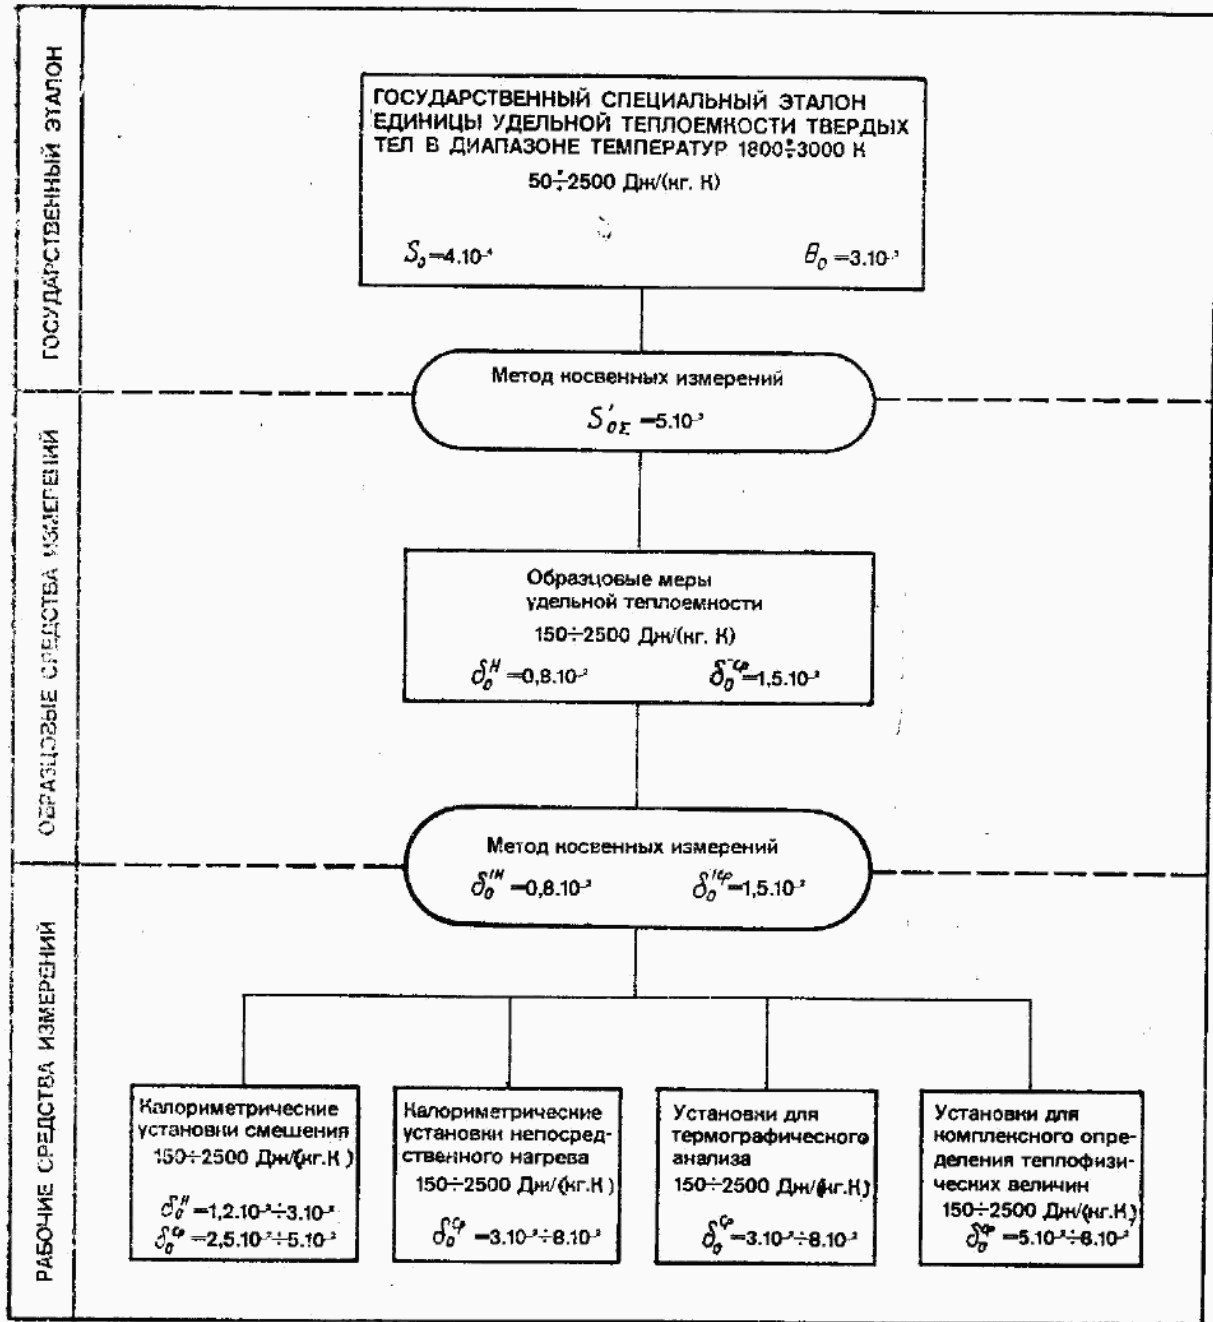 ГОСУДАРСТВЕННЫЙ ЭТАЛОН
ГОСУДАРСТВЕННЫЙ СПЕЦИАЛЬНЫЙ ЭТАЛОН
ЕДИНИЦЫ УДЕЛЬНОЙ ТЕПЛОЕМКОСТИ ТВЕРДЫХ
ТЕЛ В ДИАПАЗОНЕ ТЕМПЕРАТУР 1800÷3000 К
50÷2500 Дж/(кг. К)
S₀=4.10⁻⁴ θ₀=3.10⁻³
Метод косвенных измерений
S′₀Σ=5.10⁻³
ОБРАЗЦОВЫЕ СРЕДСТВА ИЗМЕРЕНИЙ
Образцовые меры
удельной теплоемности
150÷2500 Дж/(кг. К)
δ₀ᴴ=0,8.10⁻² δ₀ᶜᵖ=1,5.10⁻²
Метод косвенных измерений
δ₀′ᴴ=0,8.10⁻² δ₀′ᶜᵖ=1,5.10⁻²
РАБОЧИЕ СРЕДСТВА ИЗМЕРЕНИЙ
Калориметрические
установки смешения
150÷2500 Дж/(кг.К)
δ₀ᴴ=1,2.10⁻²÷3.10⁻²
δ₀ᶜᵖ=2,5.10⁻²÷5.10⁻²
Калориметрические
установки непосред-
ственного нагрева
150÷2500 Дж/(кг.К)
δ₀ᶜᵖ=3.10⁻²÷8.10⁻²
Установки для
термографического
анализа
150÷2500 Дж/(кг.К)
δ₀ᶜᵖ=3.10⁻²÷8.10⁻²
Установки для
комплексного опре-
деления теплофизи-
ческих величин
150÷2500 Дж/(кг.К)
δ₀ᶜᵖ=5.10⁻²÷8.10⁻²